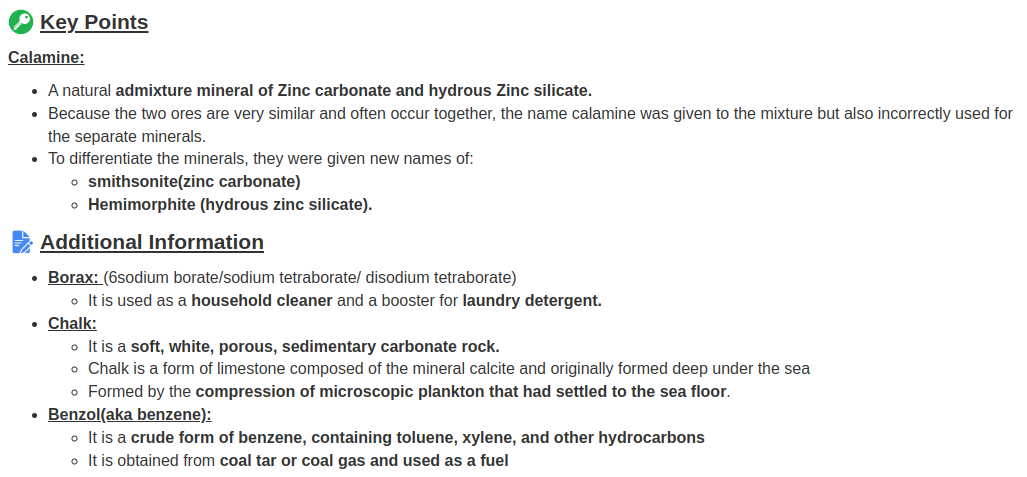 Key Points
Calamine:
A natural admixture mineral of Zinc carbonate and hydrous Zinc silicate.
Because the two ores are very similar and often occur together, the name calamine was given to the mixture but also incorrectly used for
the separate minerals.
To differentiate the minerals, they were given new names of:
smithsonite(zinc carbonate)
Hemimorphite (hydrous zinc silicate).
Additional Information
Borax: (6sodium borate/sodium tetraborate/ disodium tetraborate)
It is used as a household cleaner and a booster for laundry detergent.
Chalk:
It is a soft, white, porous, sedimentary carbonate rock.
Chalk is a form of limestone composed of the mineral calcite and originally formed deep under the sea
Formed by the compression of microscopic plankton that had settled to the sea floor.
Benzol(aka benzene):
It is a crude form of benzene, containing toluene, xylene, and other hydrocarbons
It is obtained from coal tar or coal gas and used as a fuel